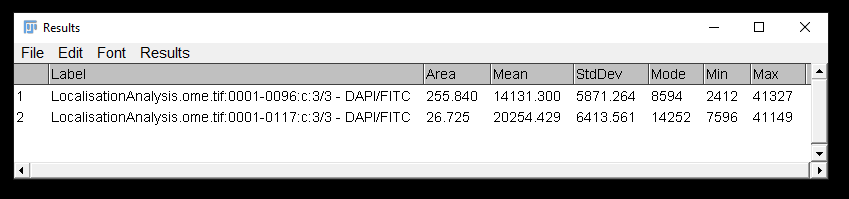 Results
File Edit Font Results
Label Area Mean StdDev Mode Min Max
1 LocalisationAnalysis.ome.tif:0001-0096:c:3/3 - DAPI/FITC 255.840 14131.300 5871.264 8594 2412 41327
2 LocalisationAnalysis.ome.tif:0001-0117:c:3/3 - DAPI/FITC 26.725 20254.429 6413.561 14252 7596 41149